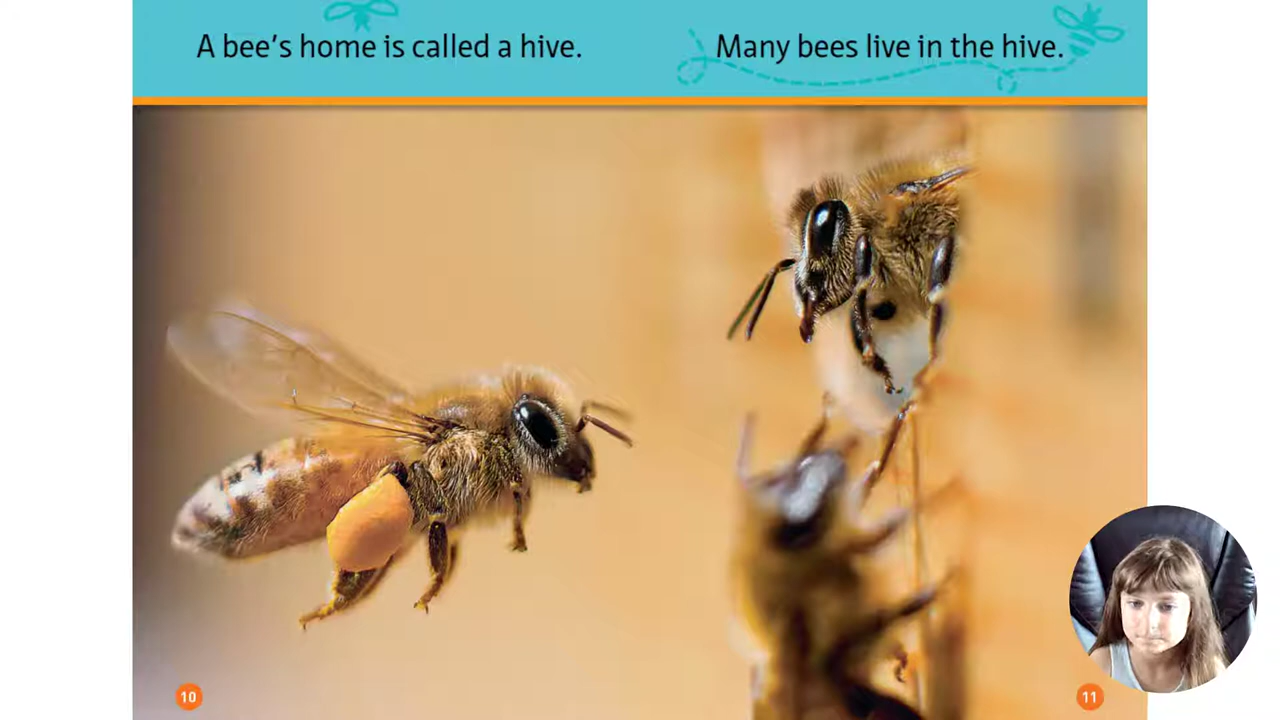 A bee's home is called a hive.
Many bees live in the hive.
10
11